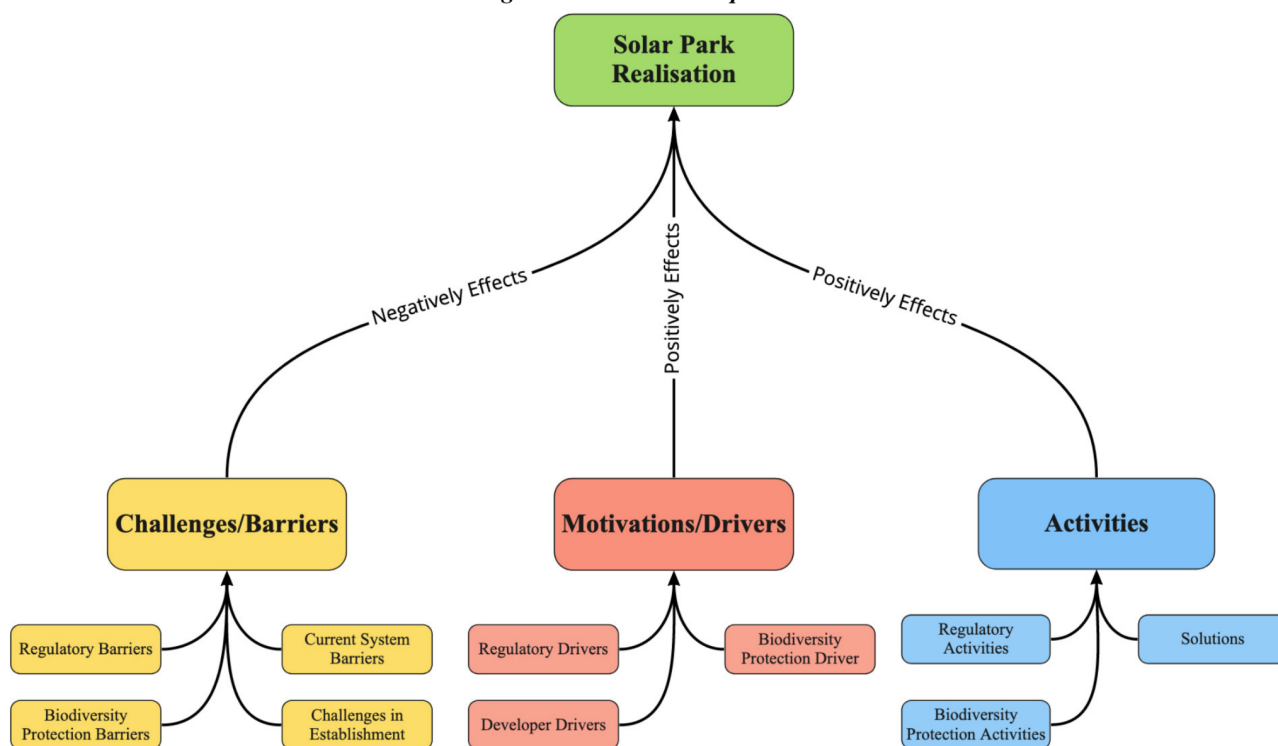 Solar Park
Realisation
Negatively Effects
Positively Effects
Positively Effects
Challenges/Barriers
Motivations/Drivers
Activities
Regulatory Barriers
Current System
Barriers
Biodiversity
Protection Barriers
Challenges in
Establishment
Regulatory Drivers
Biodiversity
Protection Driver
Developer Drivers
Regulatory
Activities
Solutions
Biodiversity
Protection Activities